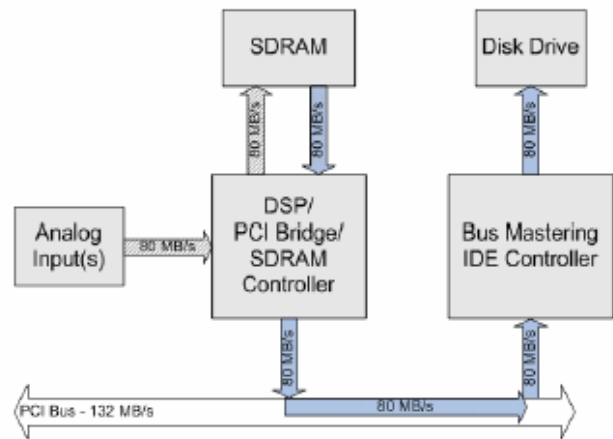 SDRAM
Disk Drive
80 MB/s
80 MB/s
80 MB/s
Analog
Input(s)
80 MB/s
DSP/
PCI Bridge/
SDRAM
Controller
Bus Mastering
IDE Controller
80 MB/s
80 MB/s
PCI Bus - 132 MB/s
80 MB/s